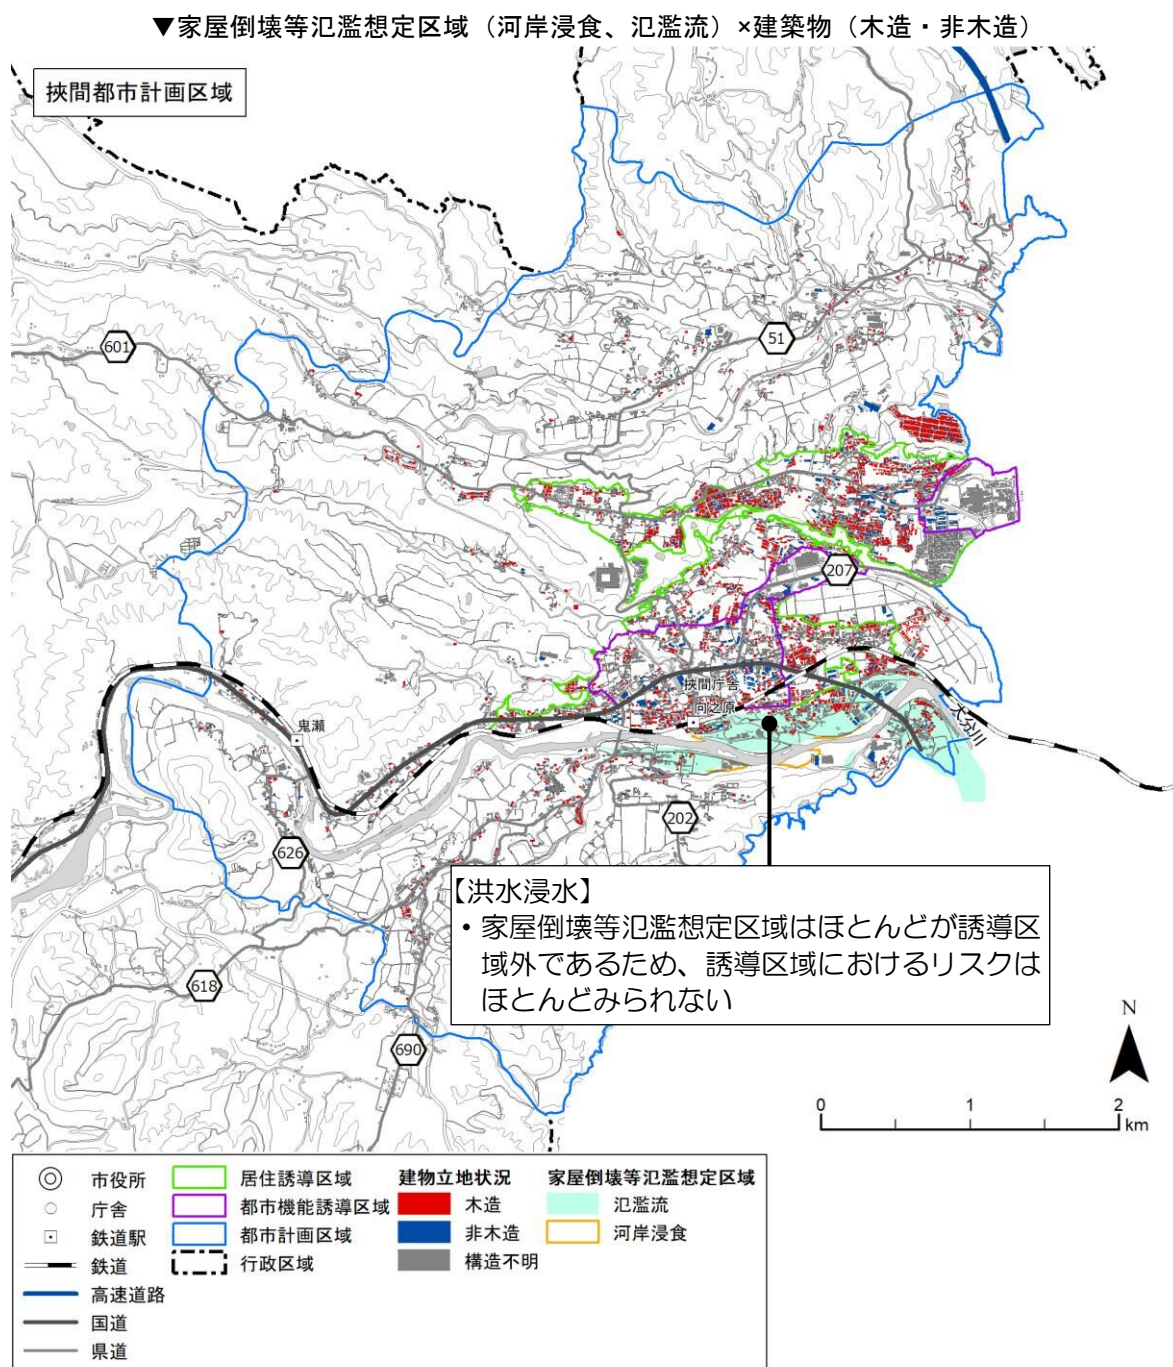 ▼家屋倒壊等氾濫想定区域（河岸浸食、氾濫流）×建築物（木造・非木造）
挾間都市計画区域
601
51
207
挾間庁舎
向之原
鬼瀬
大分川
202
626
【洪水浸水】
・家屋倒壊等氾濫想定区域はほとんどが誘導区
域外であるため、誘導区域におけるリスクは
ほとんどみられない
618
690
N
0 1 2
km
市役所
庁舎
鉄道駅
鉄道
高速道路
国道
県道
居住誘導区域
都市機能誘導区域
都市計画区域
行政区域
建物立地状況
木造
非木造
構造不明
家屋倒壊等氾濫想定区域
氾濫流
河岸浸食